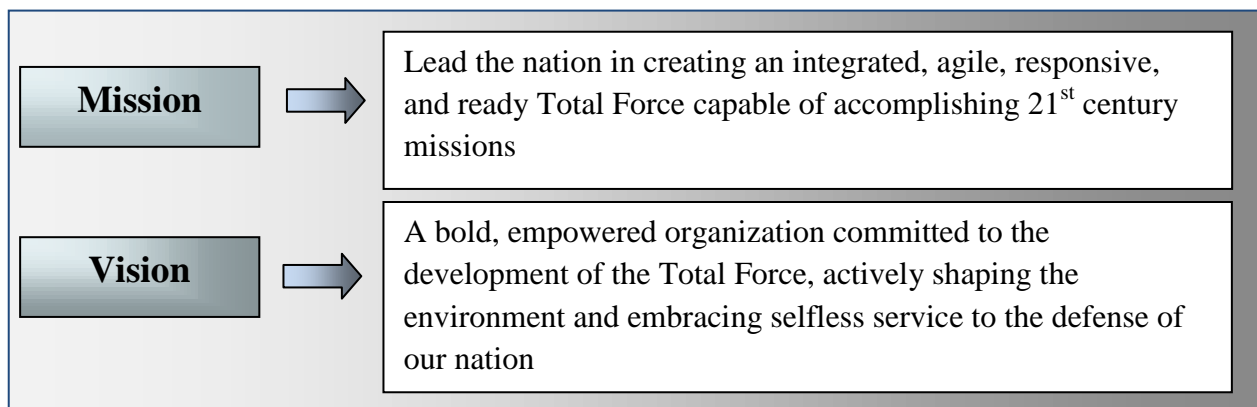 Mission
Lead the nation in creating an integrated, agile, responsive,
and ready Total Force capable of accomplishing 21st century
missions
Vision
A bold, empowered organization committed to the
development of the Total Force, actively shaping the
environment and embracing selfless service to the defense of
our nation